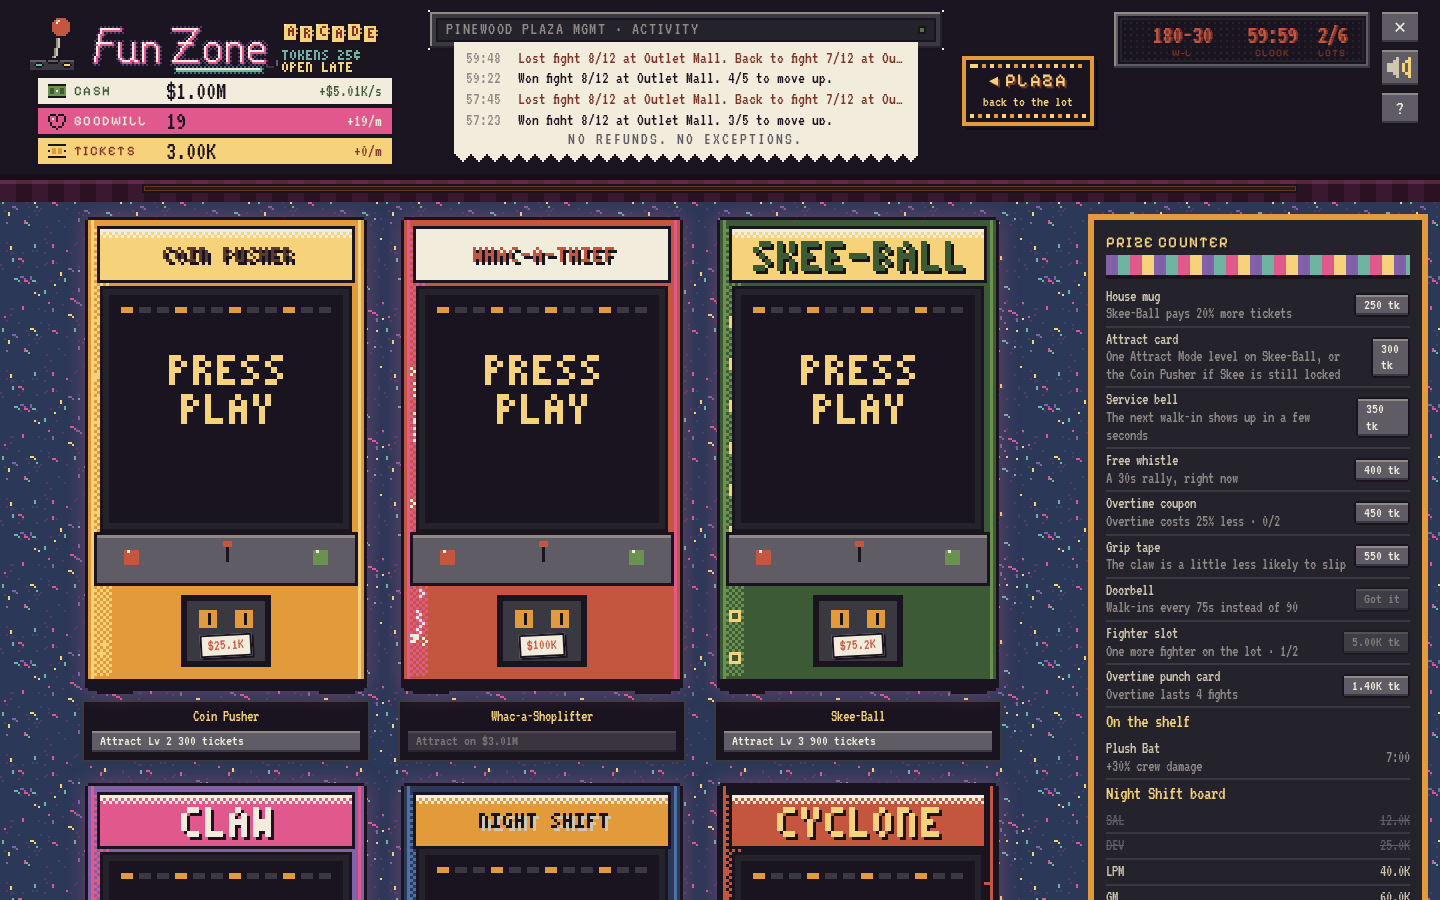 Fun Zone
ARCADE
TOKENS 25¢
OPEN LATE
CASH $1.00M +$5.01K/s
GOODWILL 19 +19/m
TICKETS 3.00K +0/m
PINEWOOD PLAZA MGMT · ACTIVITY
59:48 Lost fight 8/12 at Outlet Mall. Back to fight 7/12 at Ou…
59:22 Won fight 8/12 at Outlet Mall. 4/5 to move up.
57:45 Lost fight 8/12 at Outlet Mall. Back to fight 7/12 at Ou…
57:23 Won fight 8/12 at Outlet Mall. 3/5 to move up.
NO REFUNDS. NO EXCEPTIONS.
◄ PLAZA
back to the lot
180-30 59:59 2/6
W-L CLOCK LOTS
×
?
COIN PUSHER
WHAC-A-THIEF
SKEE-BALL
PRESS PLAY
PRESS PLAY
PRESS PLAY
$25.1K
$100K
$75.2K
Coin Pusher
Attract Lv 2 300 tickets
Whac-a-Shoplifter
Attract on $3.01M
Skee-Ball
Attract Lv 3 900 tickets
CLAW
NIGHT SHIFT
CYCLONE
PRIZE COUNTER
House mug
Skee-Ball pays 20% more tickets
250 tk
Attract card
One Attract Mode level on Skee-Ball, or
the Coin Pusher if Skee is still locked
300 tk
Service bell
The next walk-in shows up in a few
seconds
350 tk
Free whistle
A 30s rally, right now
400 tk
Overtime coupon
Overtime costs 25% less · 0/2
450 tk
Grip tape
The claw is a little less likely to slip
550 tk
Doorbell
Walk-ins every 75s instead of 90
Got it
Fighter slot
One more fighter on the lot · 1/2
5.00K tk
Overtime punch card
Overtime lasts 4 fights
1.40K tk
On the shelf
Plush Bat
+30% crew damage
7:00
Night Shift board
SAL 12.0K
DEV 25.0K
LPM 40.0K
GM 60.0K